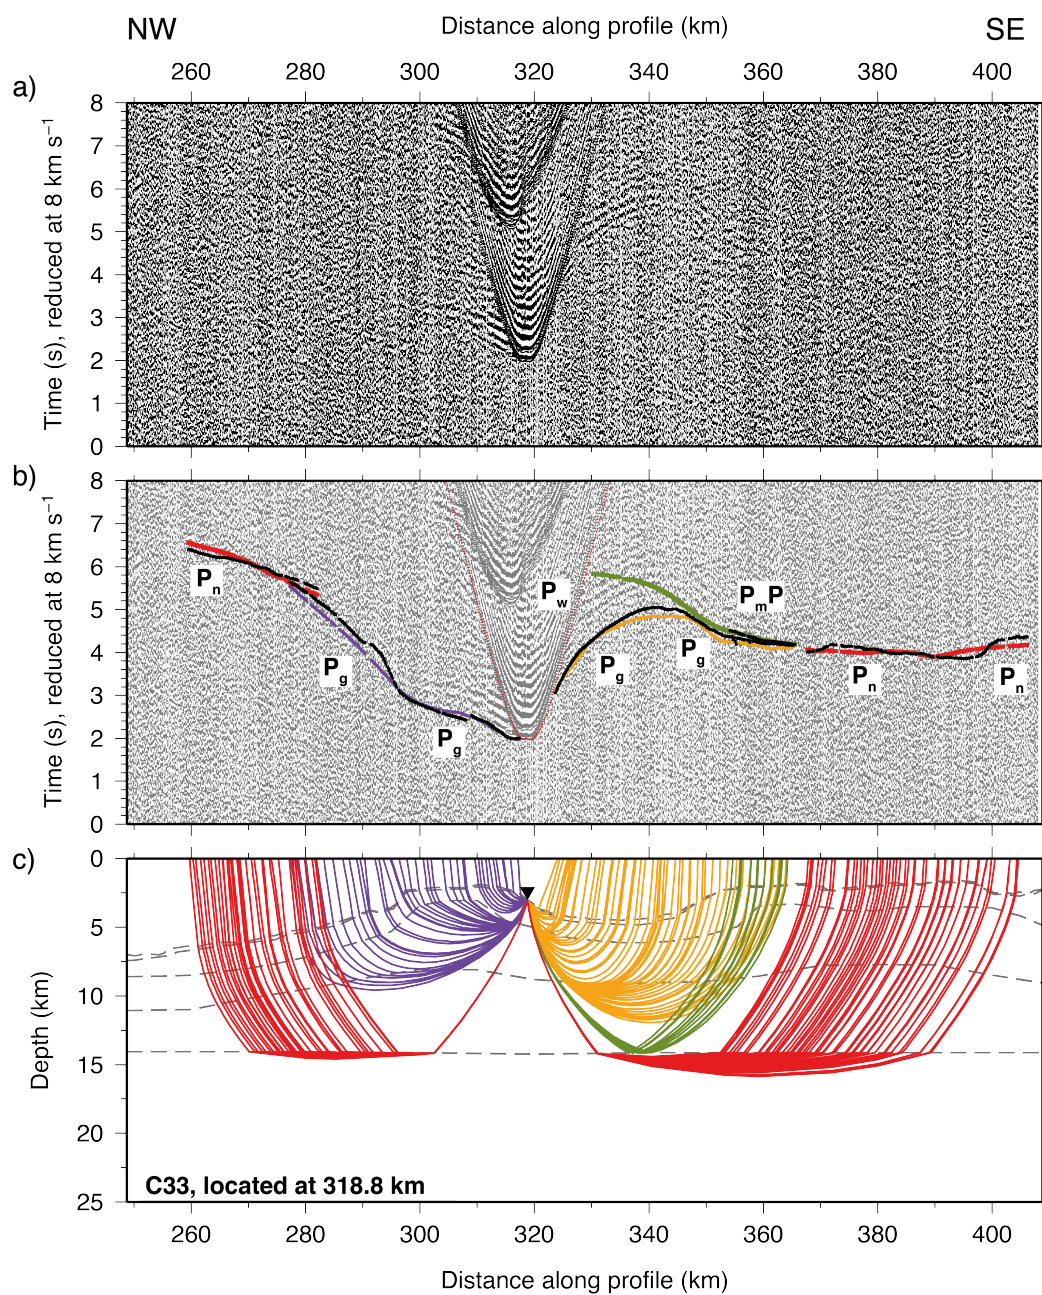 NW Distance along profile (km) SE
260 280 300 320 340 360 380 400
a)
Time (s), reduced at 8 km s⁻¹
8
7
6
5
4
3
2
1
0
b)
Time (s), reduced at 8 km s⁻¹
8
7
6
5
4
3
2
1
0
Pn
Pg
Pg
Pw
Pg
Pg
PmP
Pn
Pn
c)
Depth (km)
0
5
10
15
20
25
C33, located at 318.8 km
260 280 300 320 340 360 380 400
Distance along profile (km)